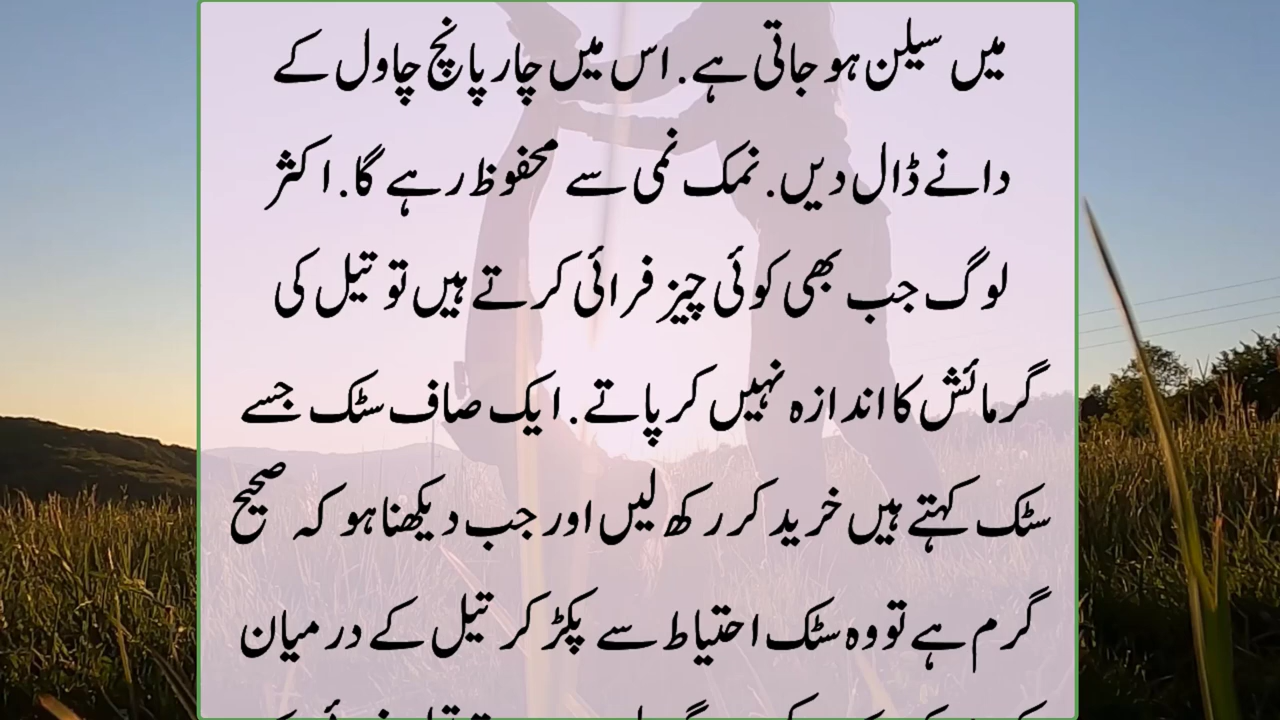 میں سیلن ہو جاتی ہے. اس میں چار پانچ چاول کے
دانے ڈال دیں. نمک نمی سے محفوظ رہے گا. اکثر
لوگ جب بھی کوئی چیز فرائی کرتے ہیں تو تیل کی
گرمائش کا اندازہ نہیں کر پاتے. ایک صاف سٹک جسے
سٹک کہتے ہیں خرید کر رکھ لیں اور جب دیکھنا ہو کہ صحیح
گرم ہے تو وہ سٹک احتیاط سے پکڑ کر تیل کے درمیان